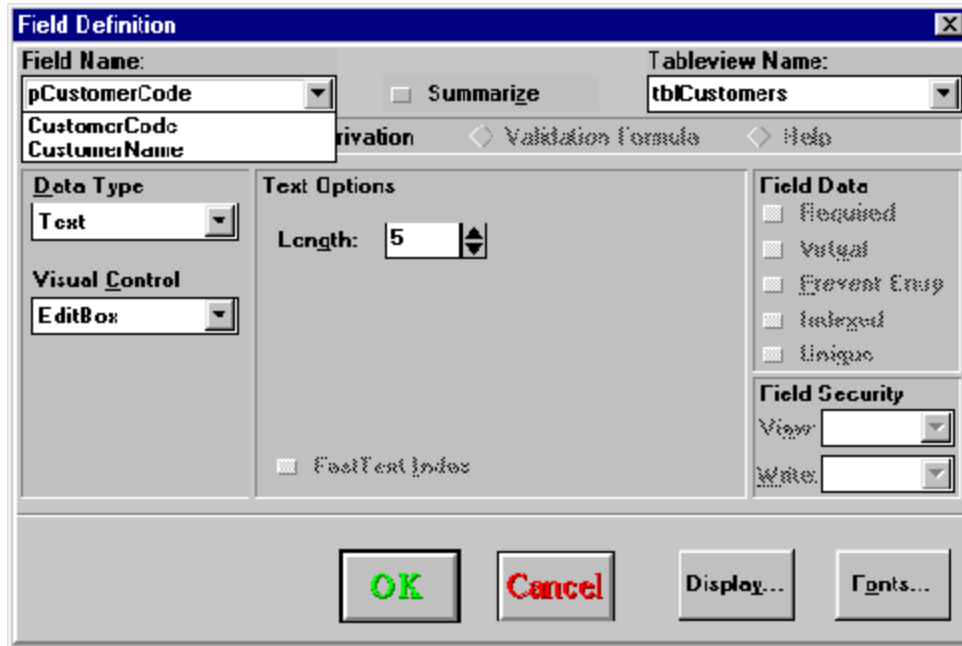 Field Definition
Field Name:
Tableview Name:
pCustomerCode
Summarize
tblCustomers
CustomerCode
CustomerName
rivation
Validation Formula
Help
Data Type
Text Options
Field Data
Text
Length: 5
Required
Virtual
Visual Control
Prevent Entry
EditBox
Indexed
Unique
Field Security
View:
FastText Index
Write:
OK
Cancel
Display...
Fonts...